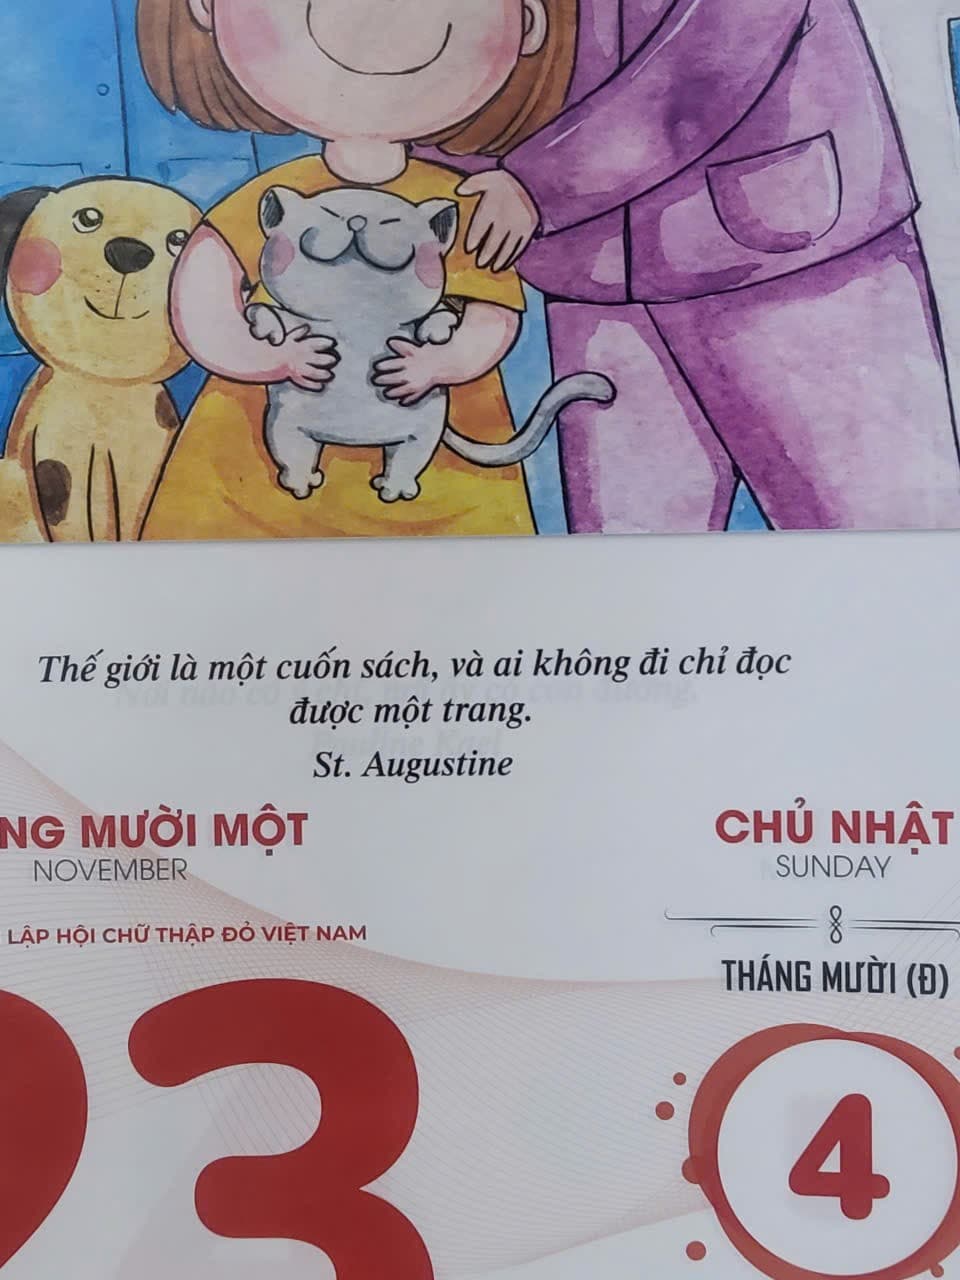 Thế giới là một cuốn sách, và ai không đi chỉ đọc
được một trang.
St. Augustine
NG MƯỜI MỘT
NOVEMBER
CHỦ NHẬT
SUNDAY
LẬP HỘI CHỮ THẬP ĐỎ VIỆT NAM
THÁNG MƯỜI (Đ)
23
4